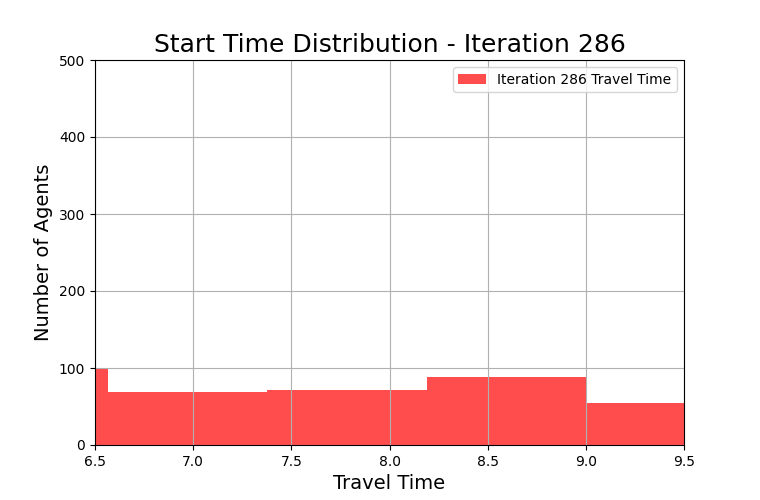 Start Time Distribution - Iteration 286
Iteration 286 Travel Time
Number of Agents
500
400
300
200
100
0
6.5 7.0 7.5 8.0 8.5 9.0 9.5
Travel Time